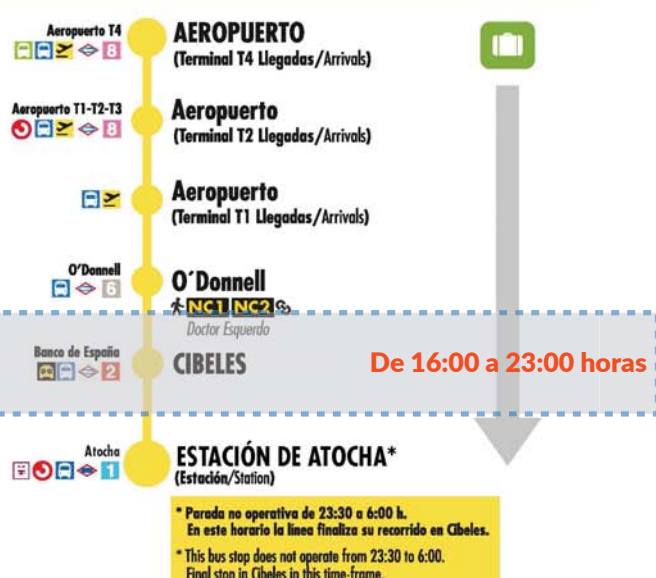 Aeropuerto T4
8
AEROPUERTO
(Terminal T4 Llegadas/Arrivals)
Aeropuerto T1-T2-T3
8
Aeropuerto
(Terminal T2 Llegadas/Arrivals)
Aeropuerto
(Terminal T1 Llegadas/Arrivals)
O'Donnell
6
O´Donnell
NC1 NC2
Doctor Esquerdo
Banco de España
2
CIBELES
De 16:00 a 23:00 horas
Atocha
1
ESTACIÓN DE ATOCHA*
(Estación/Station)
* Parada no operativa de 23:30 a 6:00 h.
En este horario la línea finaliza su recorrido en Cibeles.
* This bus stop does not operate from 23:30 to 6:00.
Final stop in Cibeles in this time-frame.